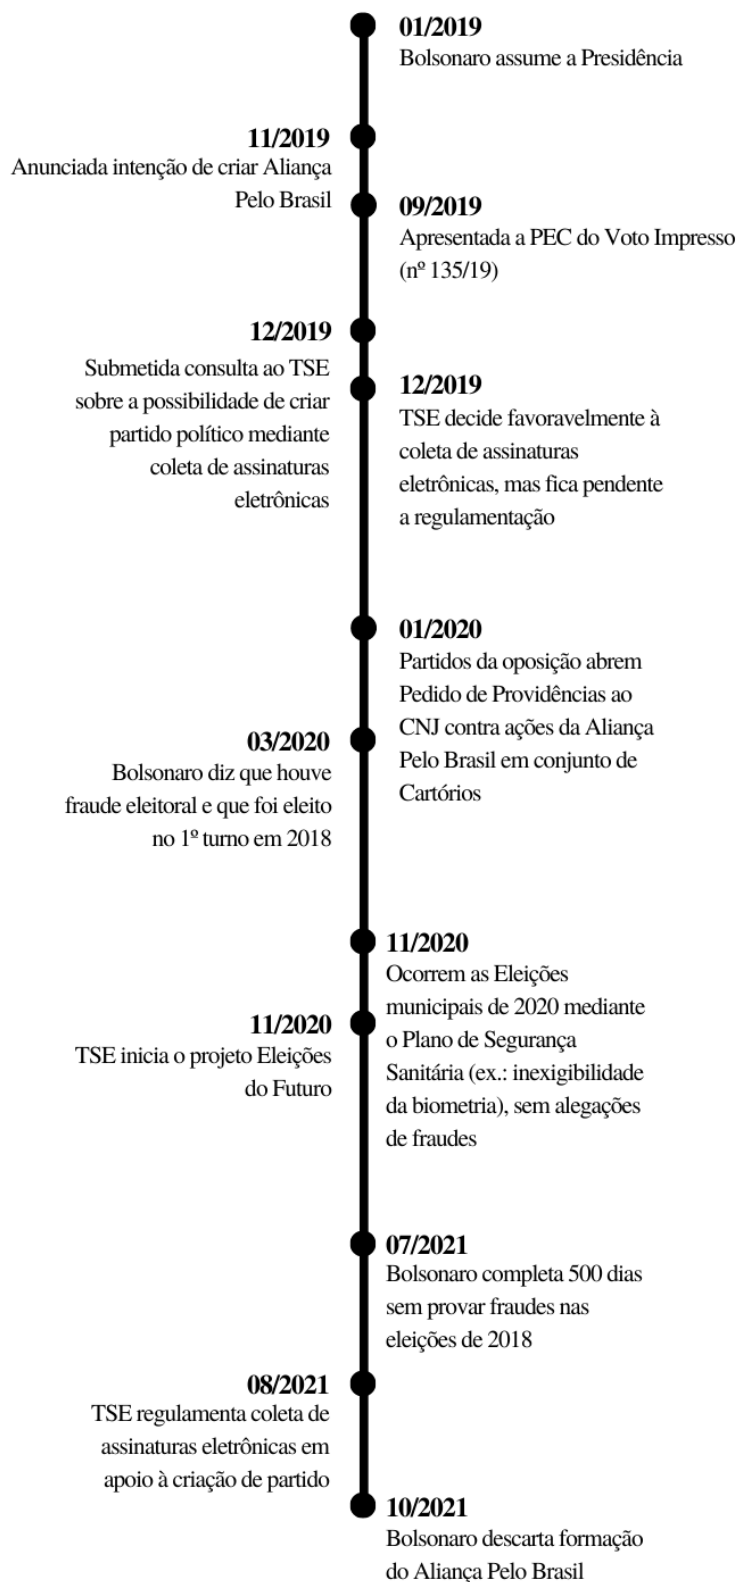 01/2019
Bolsonaro assume a Presidência
11/2019
Anunciada intenção de criar Aliança
Pelo Brasil
09/2019
Apresentada a PEC do Voto Impresso
(nº 135/19)
12/2019
Submetida consulta ao TSE
sobre a possibilidade de criar
partido político mediante
coleta de assinaturas
eletrônicas
12/2019
TSE decide favoravelmente à
coleta de assinaturas
eletrônicas, mas fica pendente
a regulamentação
01/2020
Partidos da oposição abrem
Pedido de Providências ao
CNJ contra ações da Aliança
Pelo Brasil em conjunto de
Cartórios
03/2020
Bolsonaro diz que houve
fraude eleitoral e que foi eleito
no 1º turno em 2018
11/2020
Ocorrem as Eleições
municipais de 2020 mediante
o Plano de Segurança
Sanitária (ex.: inexigibilidade
da biometria), sem alegações
de fraudes
11/2020
TSE inicia o projeto Eleições
do Futuro
07/2021
Bolsonaro completa 500 dias
sem provar fraudes nas
eleições de 2018
08/2021
TSE regulamenta coleta de
assinaturas eletrônicas em
apoio à criação de partido
10/2021
Bolsonaro descarta formação
do Aliança Pelo Brasil